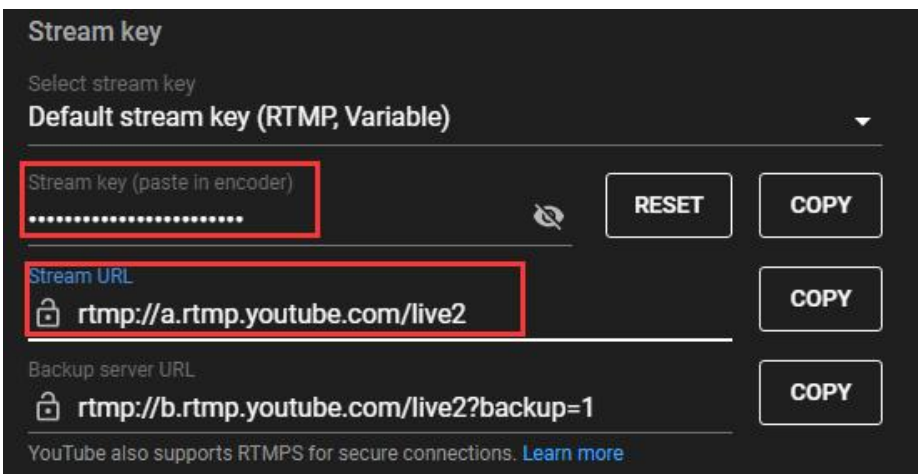 Stream key
Select stream key
Default stream key (RTMP, Variable)
Stream key (paste in encoder)
••••••••••••••••••••••••
RESET
COPY
Stream URL
rtmp://a.rtmp.youtube.com/live2
COPY
Backup server URL
rtmp://b.rtmp.youtube.com/live2?backup=1
COPY
YouTube also supports RTMPS for secure connections. Learn more